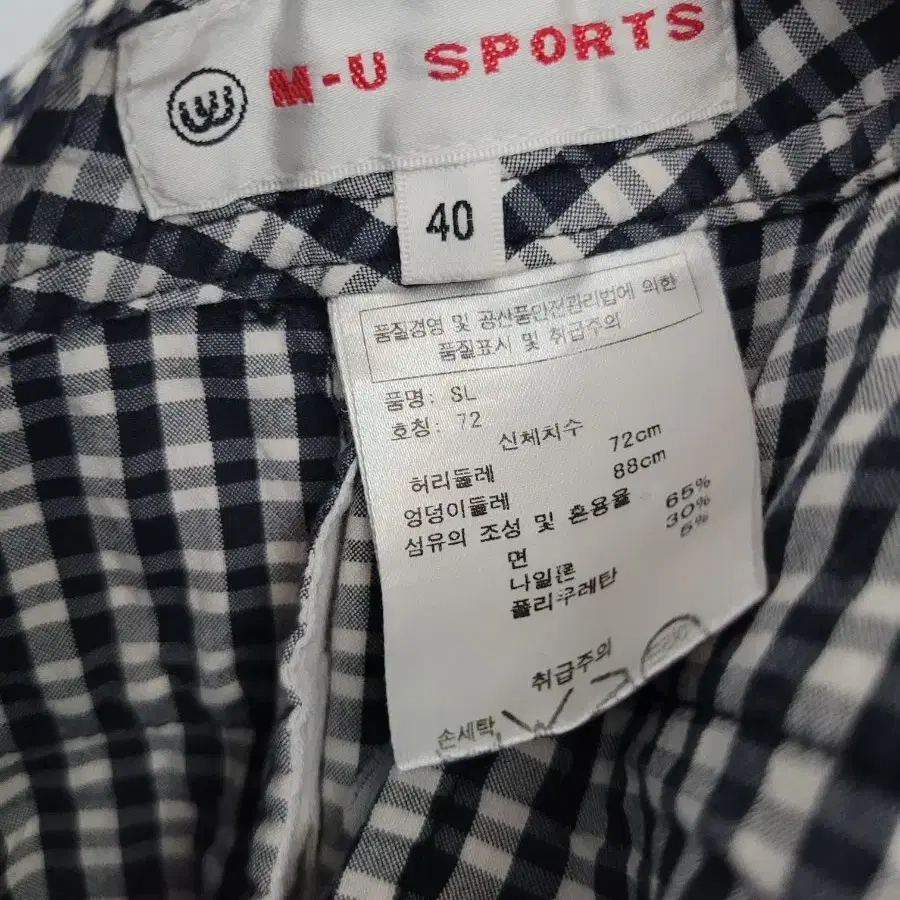 M-U SPORTS
40
품질경영 및 공산품안전관리법에 의한
품질표시 및 취급주의
품명: SL
호칭: 72
신체치수
허리둘레 72cm
엉덩이둘레 88cm
섬유의 조성 및 혼용율
면 65%
나일론 30%
폴리우레탄 5%
취급주의
손세탁